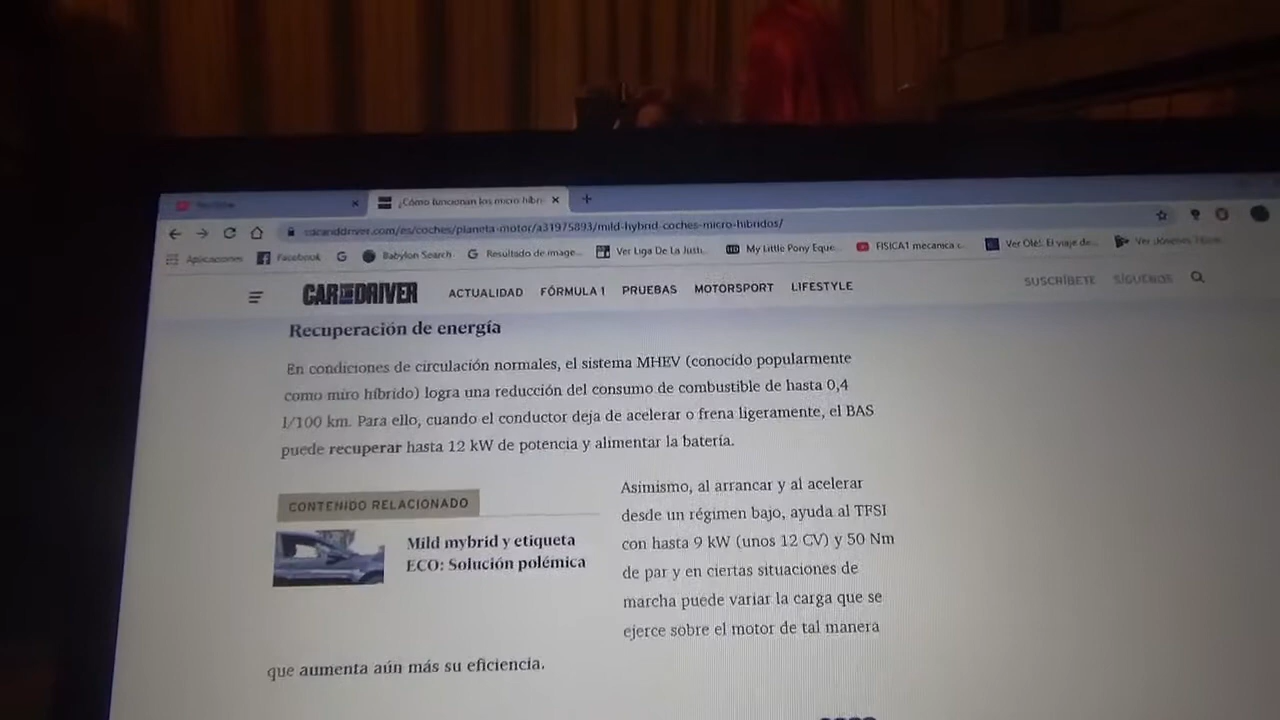 YouTube
¿Cómo funcionan los micro híbri
caranddriver.com/es/coches/planeta-motor/a31975893/mild-hybrid-coches-micro-hibridos/
Aplicaciones Facebook G Babylon Search G Resultado de image... Ver Liga De La Justi... My Little Pony Eque... FISICA1 mecanica c... Ver Ole!. El viaje de... Ver
CAR AND DRIVER ACTUALIDAD FÓRMULA 1 PRUEBAS MOTORSPORT LIFESTYLE SUSCRÍBETE SÍGUENOS
Recuperación de energía
En condiciones de circulación normales, el sistema MHEV (conocido popularmente
como miro híbrido) logra una reducción del consumo de combustible de hasta 0,4
l/100 km. Para ello, cuando el conductor deja de acelerar o frena ligeramente, el BAS
puede recuperar hasta 12 kW de potencia y alimentar la batería.
CONTENIDO RELACIONADO
Mild mybrid y etiqueta
ECO: Solución polémica
Asimismo, al arrancar y al acelerar
desde un régimen bajo, ayuda al TFSI
con hasta 9 kW (unos 12 CV) y 50 Nm
de par y en ciertas situaciones de
marcha puede variar la carga que se
ejerce sobre el motor de tal manera
que aumenta aún más su eficiencia.